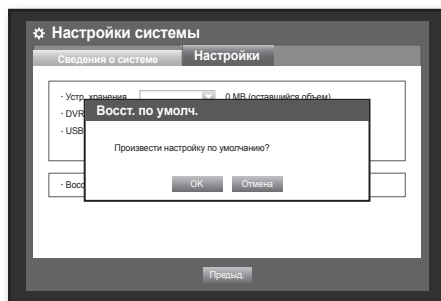 Настройки системы
Сведения о системе Настройки
· Устр. хранения 0 MB (оставшийся объем)
· DVR
· USB
Восст. по умолч.
Произвести настройку по умолчанию?
OK Отмена
· Восс
Предыд.